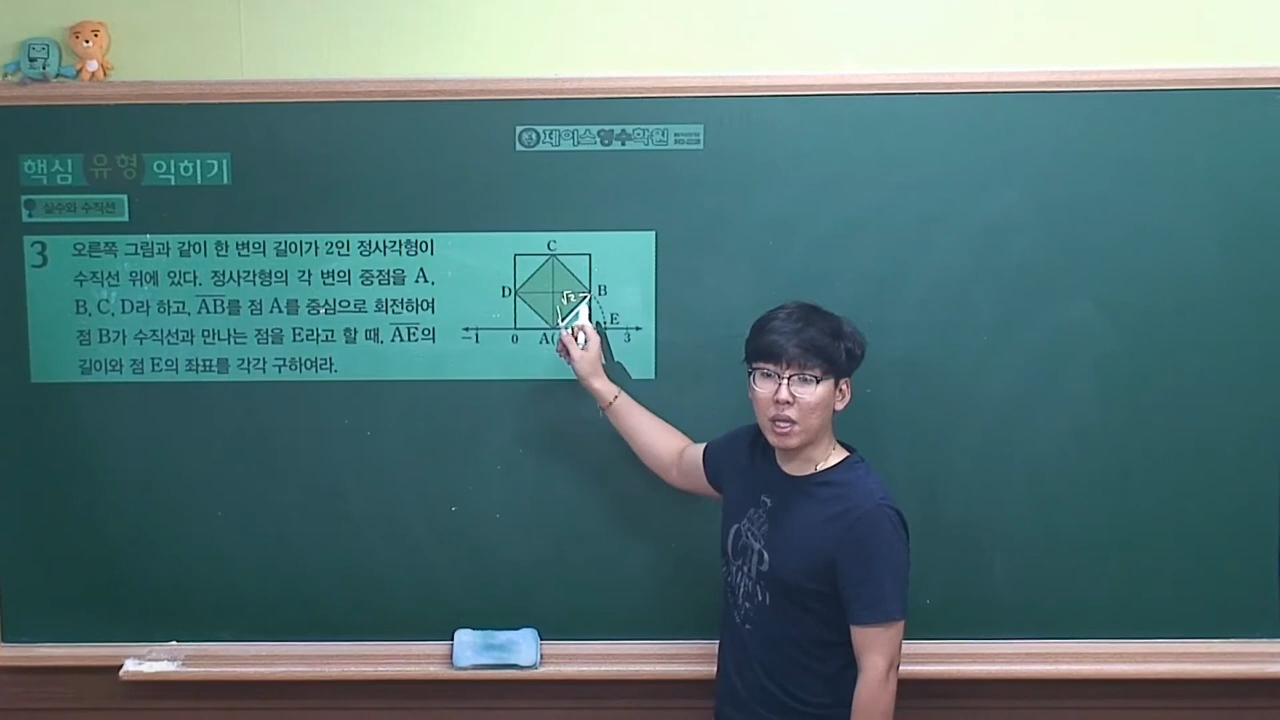 제이스영수학원
핵심 유형 익히기
실수와 수직선
3 오른쪽 그림과 같이 한 변의 길이가 2인 정사각형이
수직선 위에 있다. 정사각형의 각 변의 중점을 A,
B, C, D라 하고, AB를 점 A를 중심으로 회전하여
점 B가 수직선과 만나는 점을 E라고 할 때, AE의
길이와 점 E의 좌표를 각각 구하여라.
C
D
√2
B
E
-1 0 A( 3